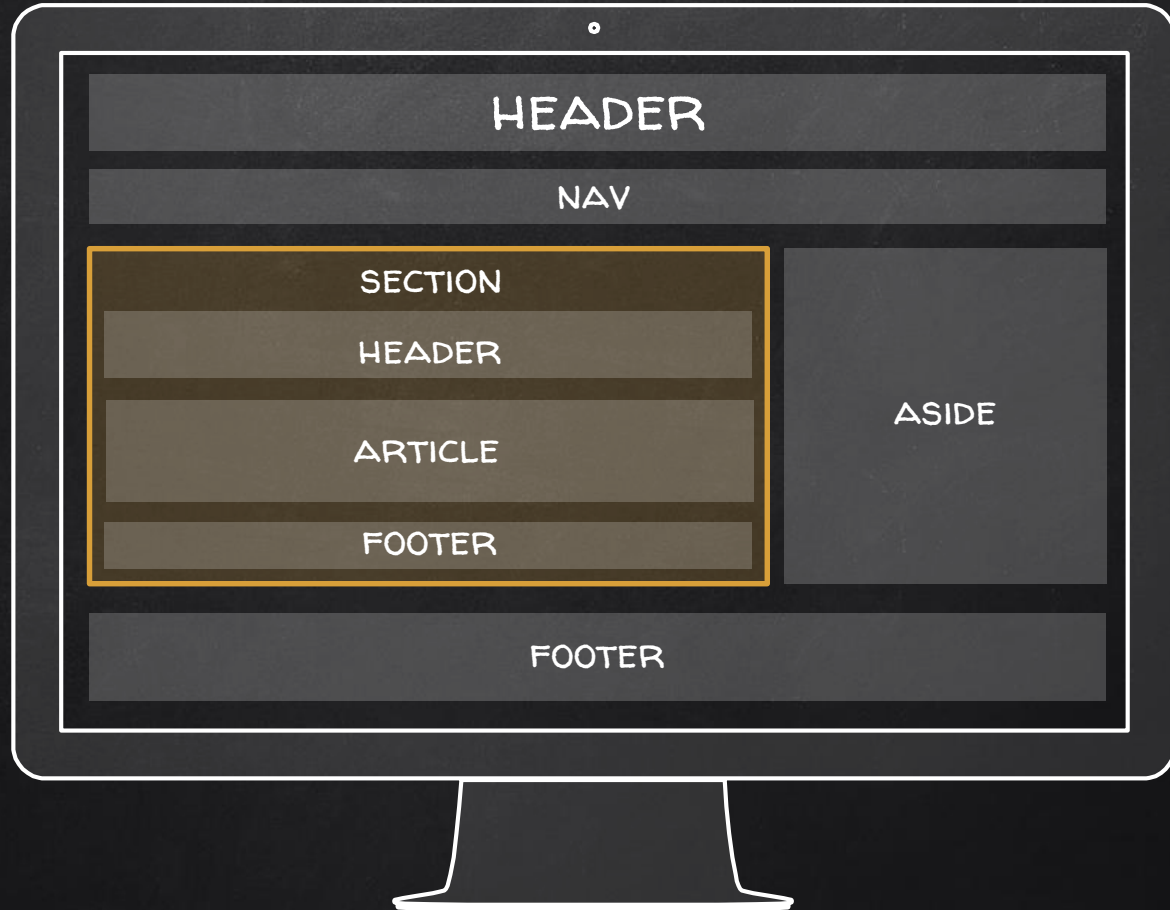 HEADER
NAV
SECTION
HEADER
ARTICLE
FOOTER
ASIDE
FOOTER